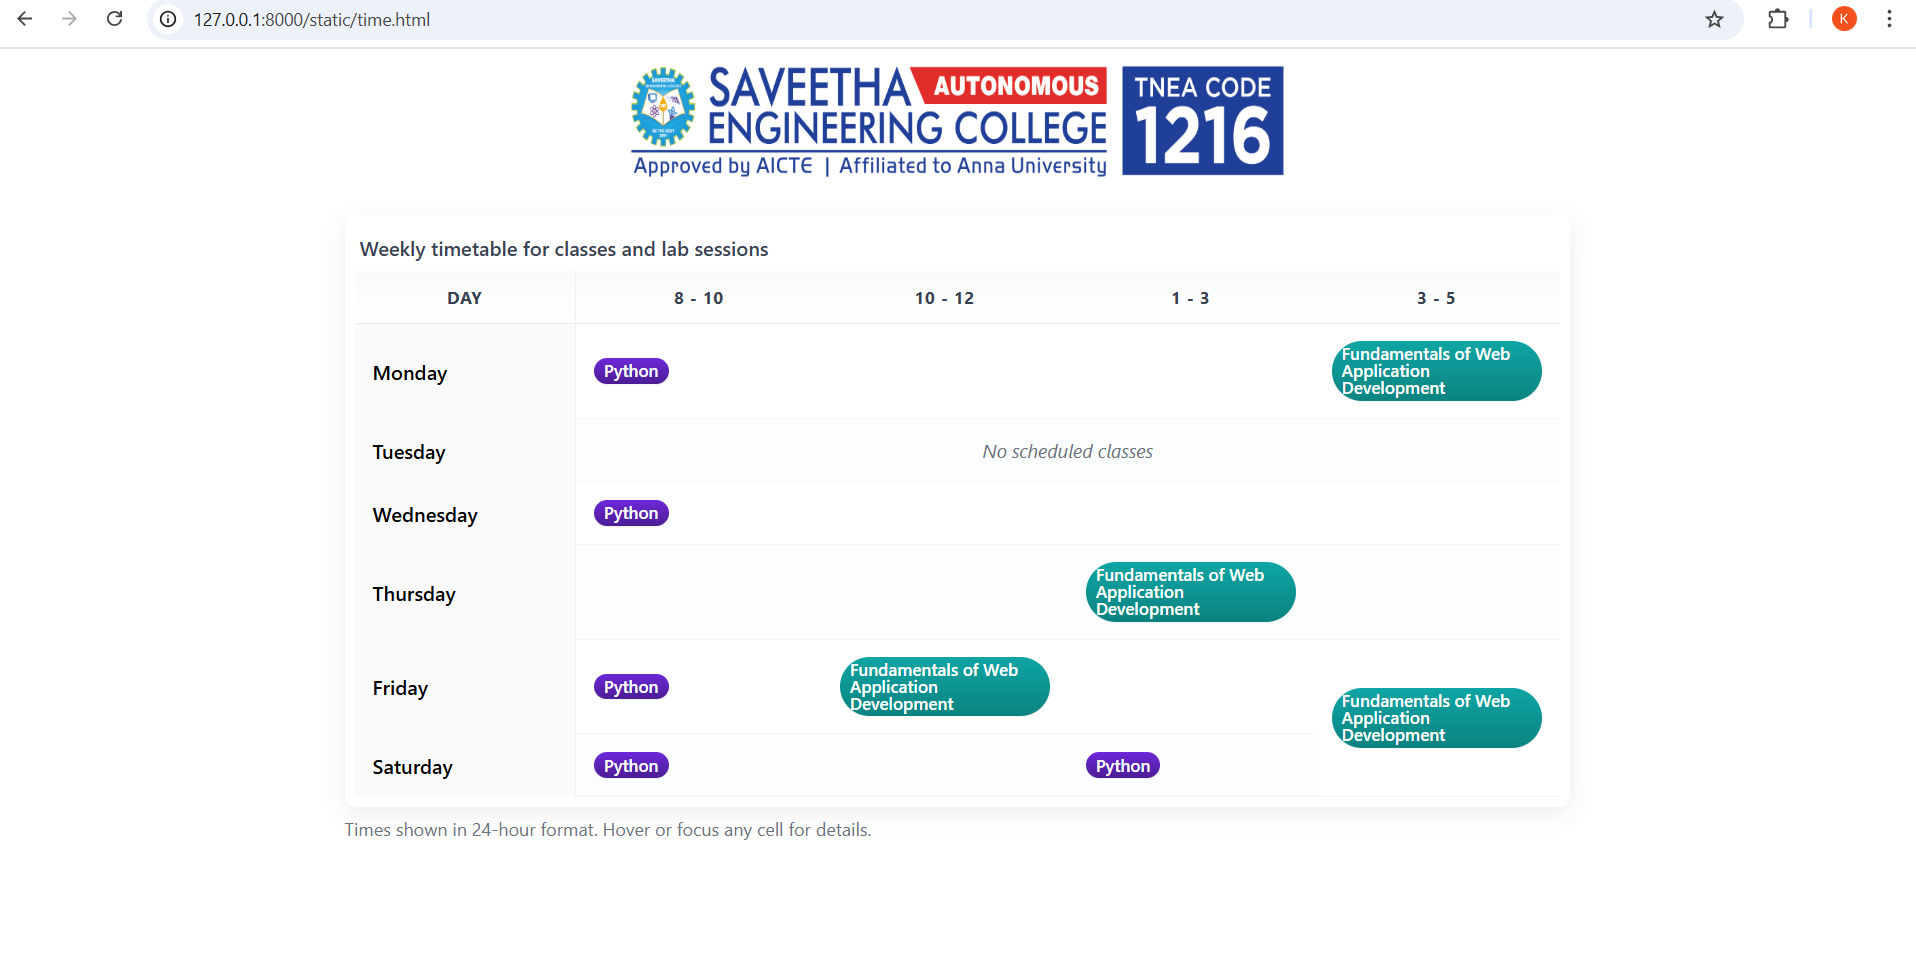 127.0.0.1:8000/static/time.html
K
SAVEETHA AUTONOMOUS
ENGINEERING COLLEGE
Approved by AICTE | Affiliated to Anna University
TNEA CODE
1216
Weekly timetable for classes and lab sessions
DAY 8 - 10 10 - 12 1 - 3 3 - 5
Monday Python Fundamentals of Web
Application
Development
Tuesday No scheduled classes
Wednesday Python
Thursday Fundamentals of Web
Application
Development
Friday Python Fundamentals of Web
Application
Development
Fundamentals of Web
Application
Development
Saturday Python Python
Times shown in 24-hour format. Hover or focus any cell for details.